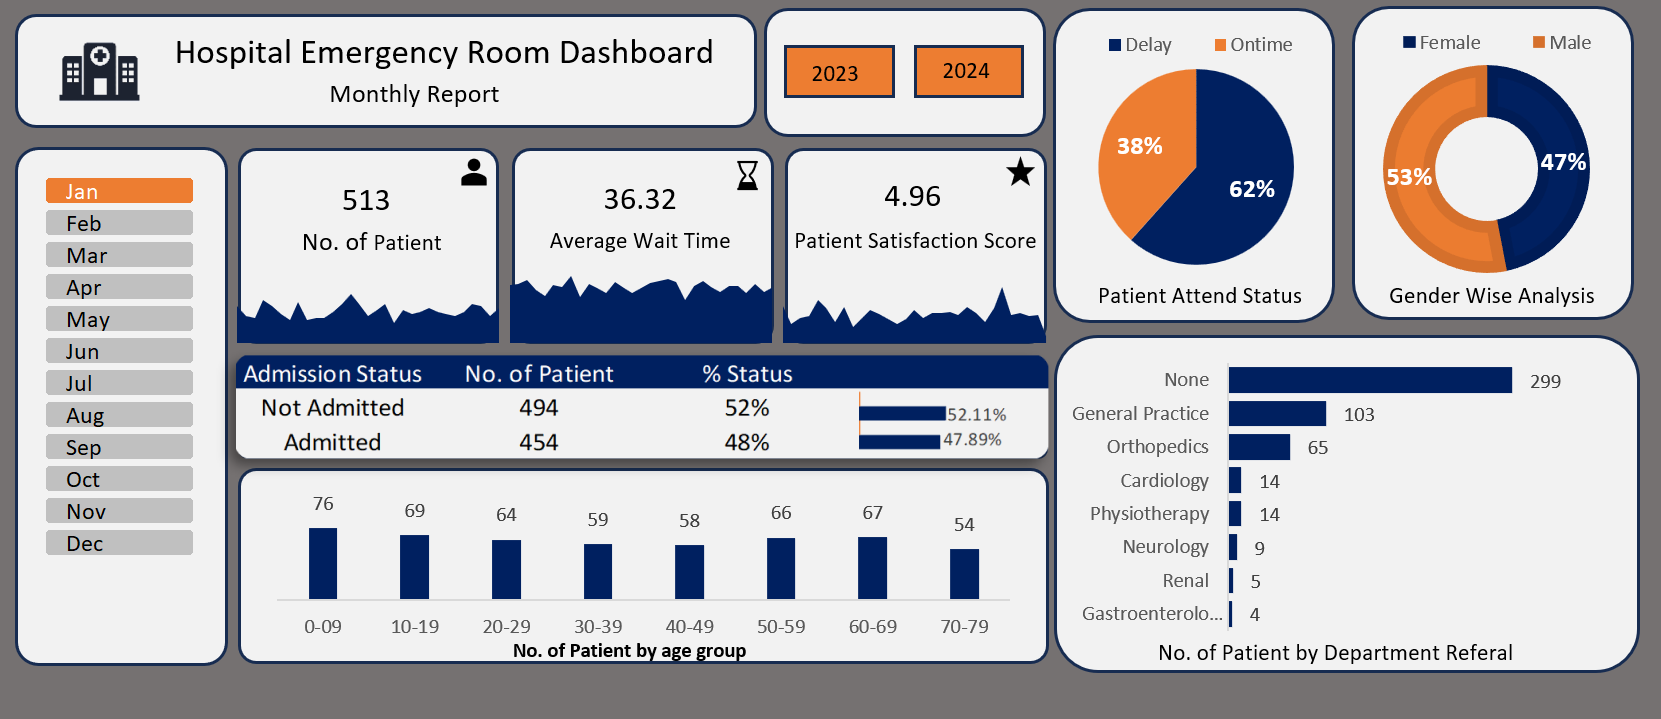 Hospital Emergency Room Dashboard
Monthly Report
2023
2024
Jan
Feb
Mar
Apr
May
Jun
Jul
Aug
Sep
Oct
Nov
Dec
513
No. of Patient
36.32
Average Wait Time
4.96
Patient Satisfaction Score
Delay Ontime
38%
62%
Patient Attend Status
Female Male
53%
47%
Gender Wise Analysis
Admission Status No. of Patient % Status
Not Admitted 494 52% 52.11%
Admitted 454 48% 47.89%
76 69 64 59 58 66 67 54
0-09 10-19 20-29 30-39 40-49 50-59 60-69 70-79
No. of Patient by age group
None 299
General Practice 103
Orthopedics 65
Cardiology 14
Physiotherapy 14
Neurology 9
Renal 5
Gastroenterolo... 4
No. of Patient by Department Referal